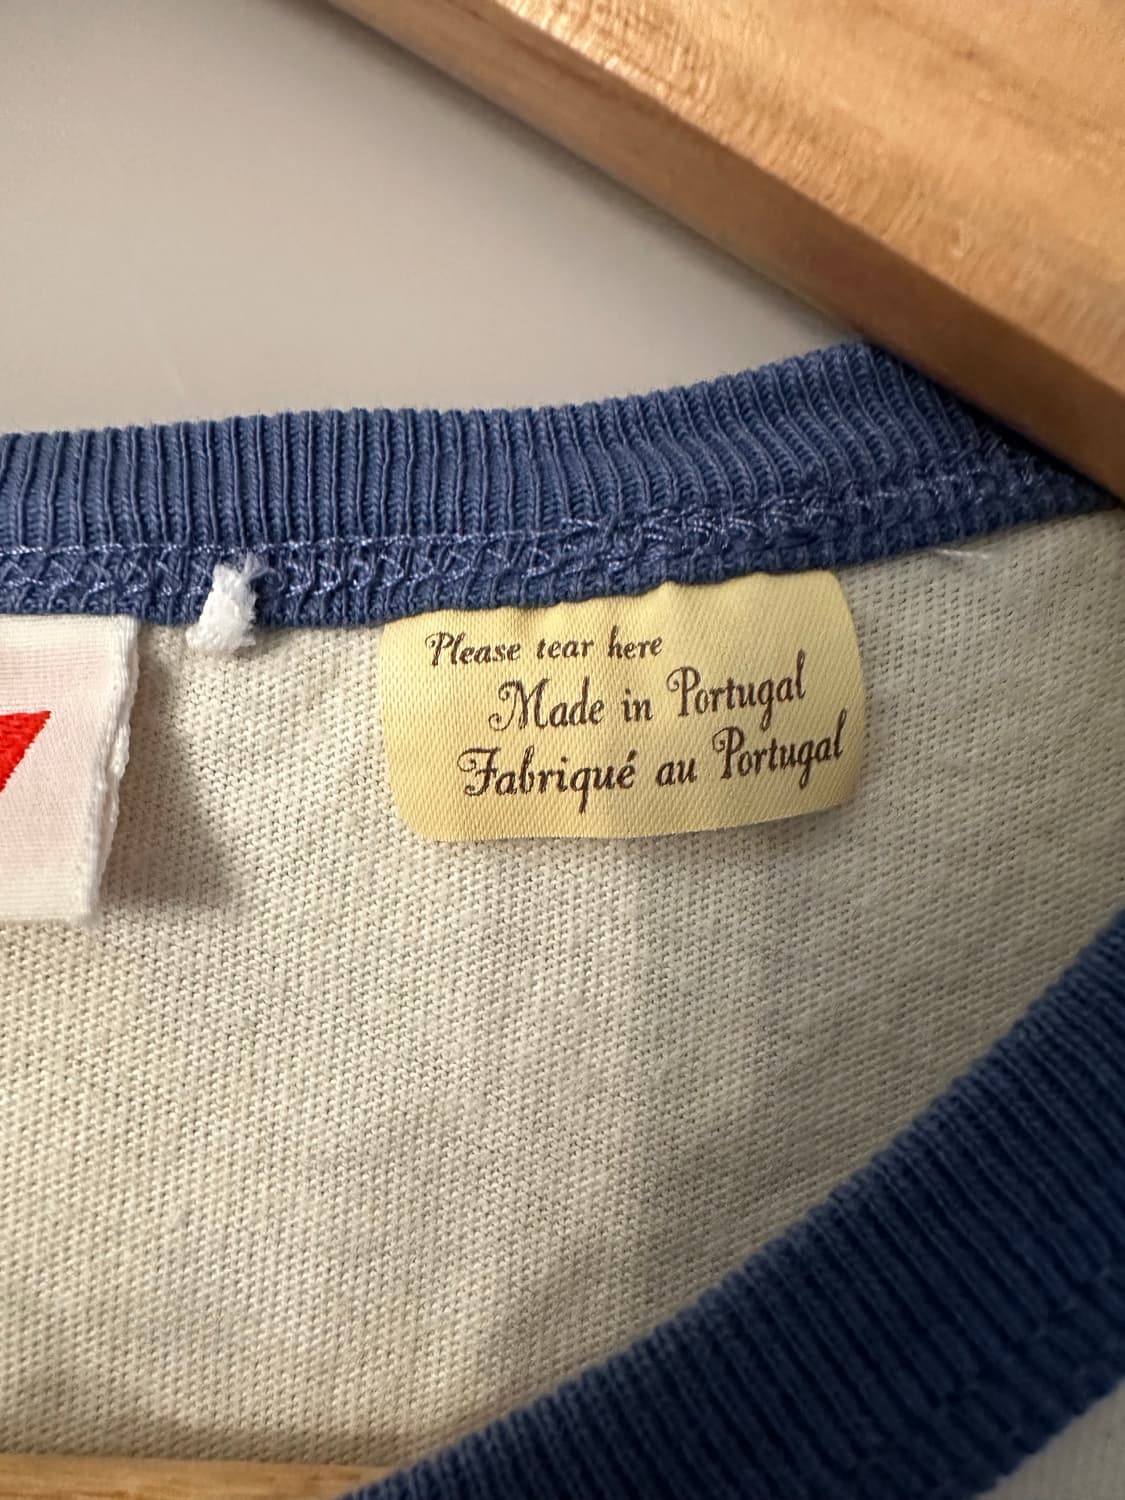 Please tear here
Made in Portugal
Fabriqué au Portugal